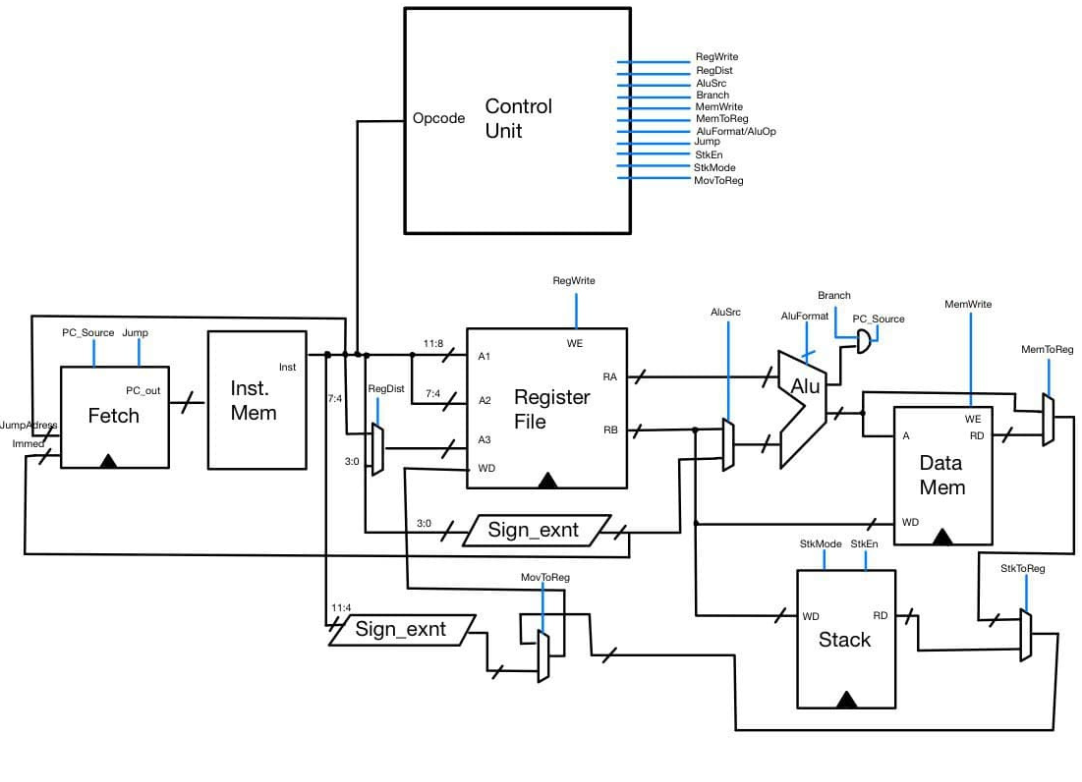 RegWrite
RegDist
AluSrc
Branch
MemWrite
MemToReg
AluFormat/AluOp
Jump
StkEn
StkMode
MovToReg
Opcode
Control
Unit
RegWrite
Branch
PC_Source
AluFormat
MemWrite
AluSrc
MemToReg
PC_Source
Jump
WE
11:8
A1
Inst
PC_out
Inst.
Mem
Fetch
RegDist
7:4
7:4
A2
Register
File
RA
Alu
JumpAdress
Immed
A3
RB
3:0
WD
WE
A
RD
Data
Mem
WD
3:0
Sign_exnt
StkMode
StkEn
StkToReg
MovToReg
11:4
Sign_exnt
WD
RD
Stack